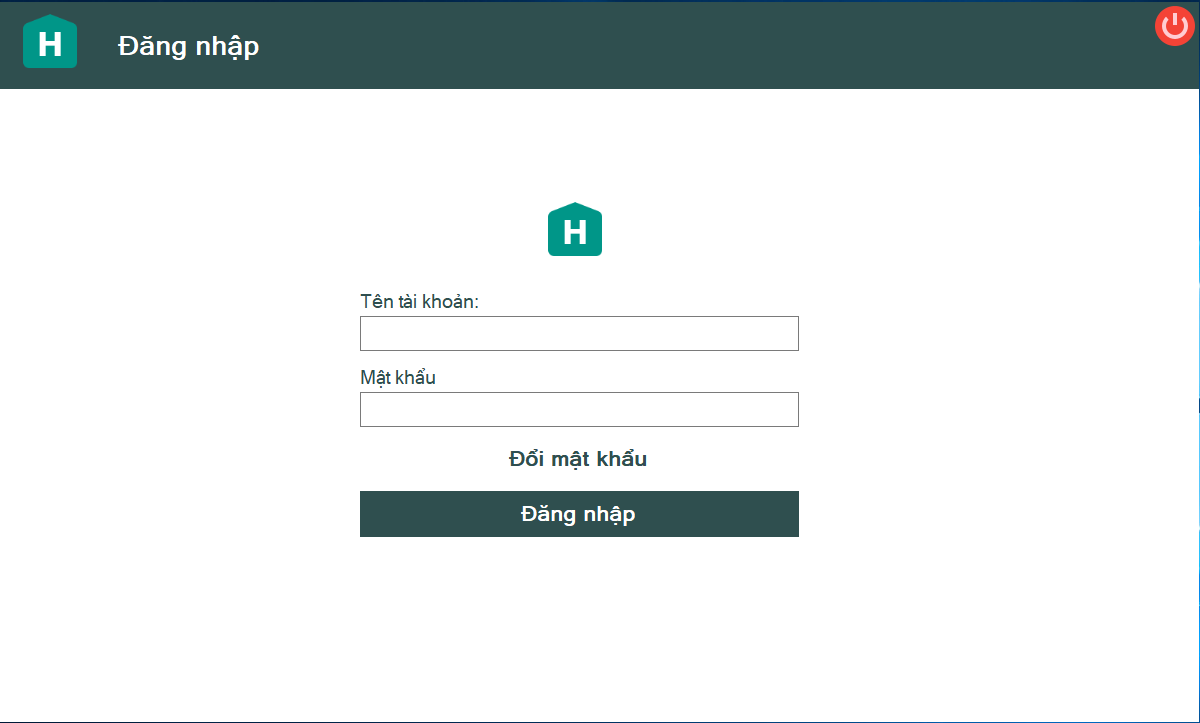 H
Đăng nhập
H
Tên tài khoản:
Mật khẩu
Đổi mật khẩu
Đăng nhập